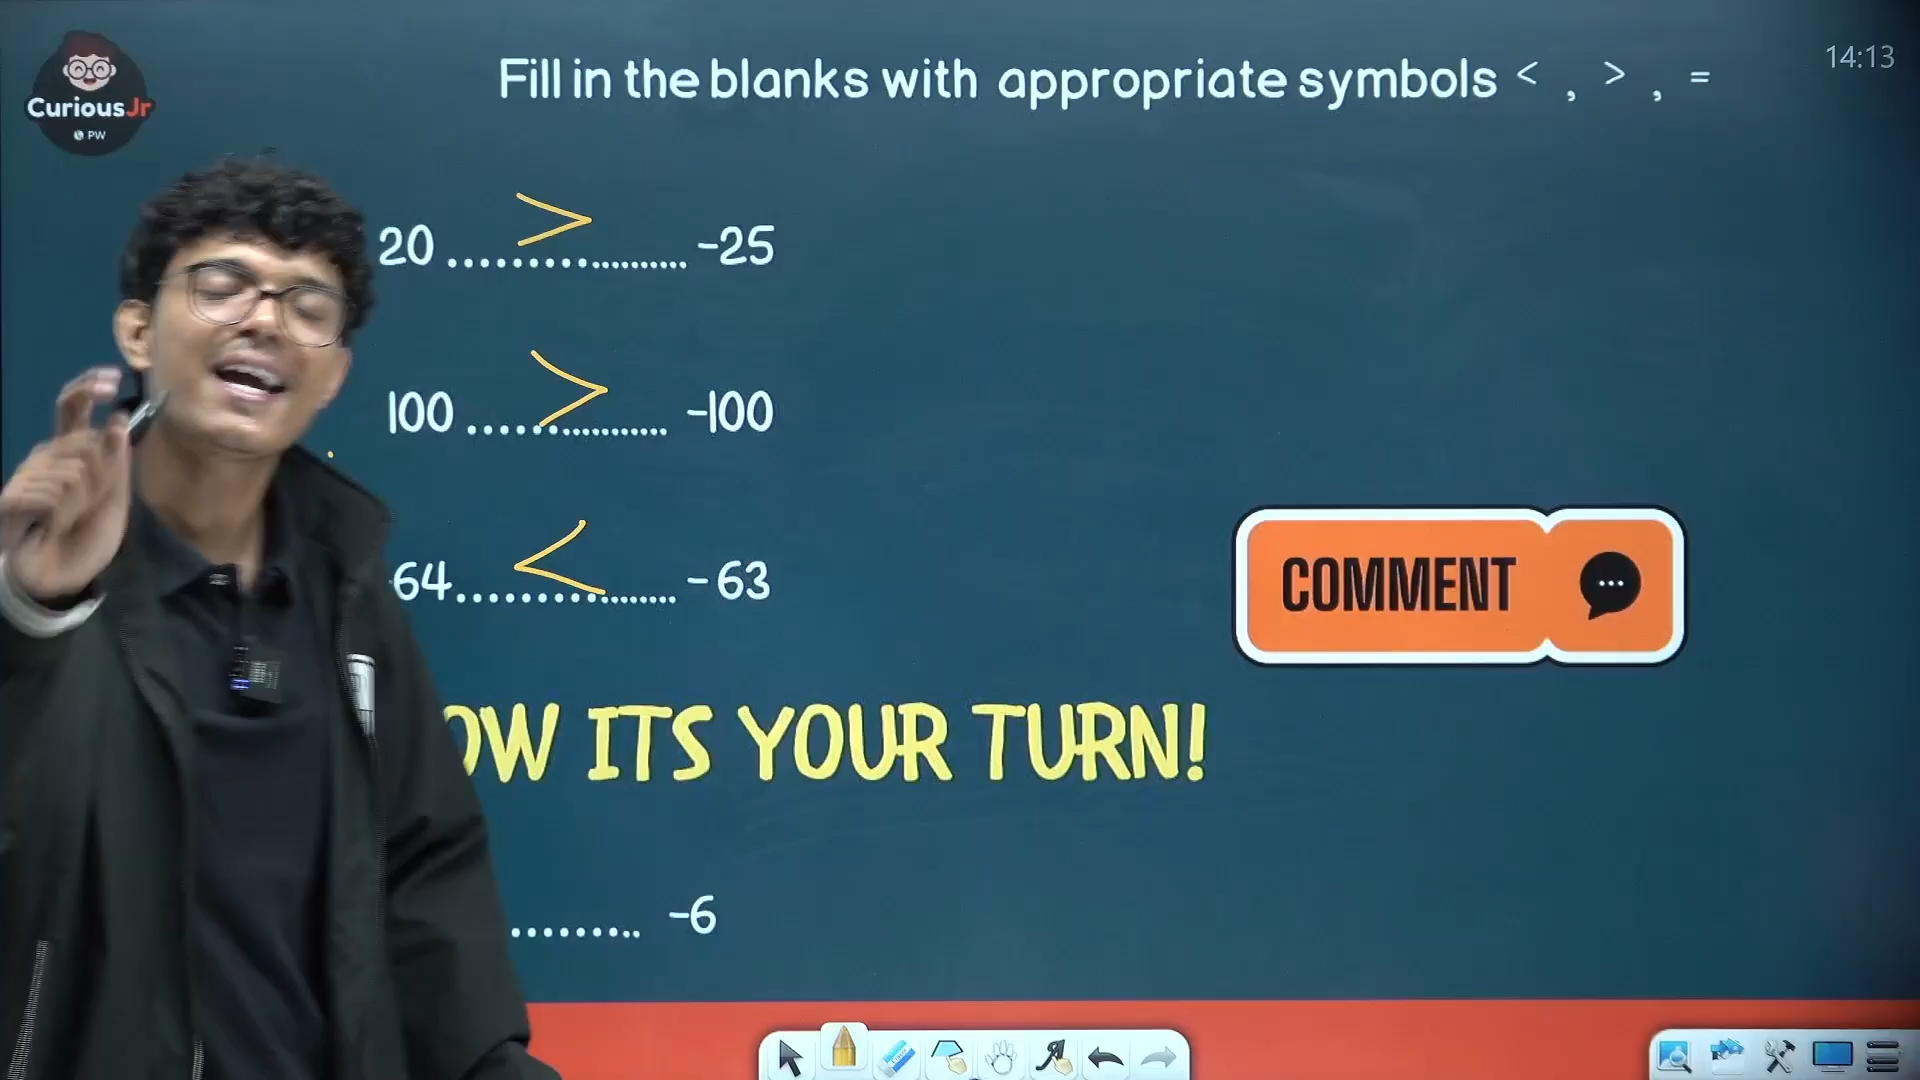 CuriousJr
PW
Fill in the blanks with appropriate symbols < , > , =
14:13
20 ..................... > -25
100 ................... > -100
-64..................... < - 63
COMMENT
OW ITS YOUR TURN!
......... -6